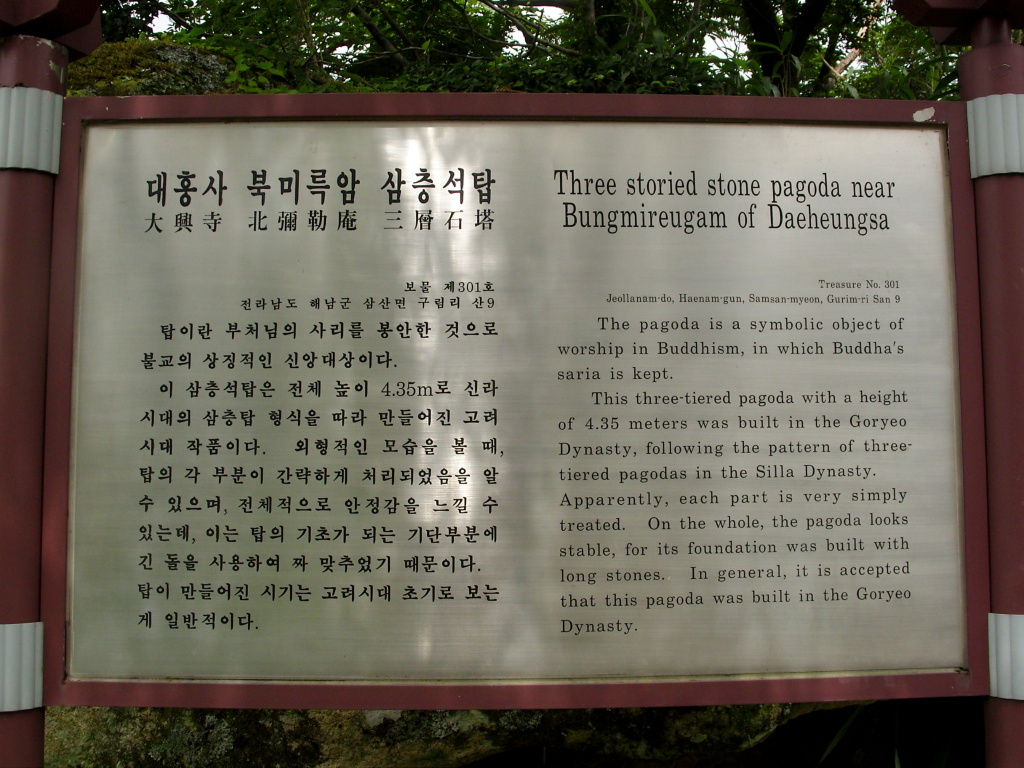 대흥사 북미륵암 삼층석탑
大興寺 北彌勒庵 三層石塔
보물 제301호
전라남도 해남군 삼산면 구림리 산9
탑이란 부처님의 사리를 봉안한 것으로
불교의 상징적인 신앙대상이다.
이 삼층석탑은 전체 높이 4.35m로 신라
시대의 삼층탑 형식을 따라 만들어진 고려
시대 작품이다. 외형적인 모습을 볼 때,
탑의 각 부분이 간략하게 처리되었음을 알
수 있으며, 전체적으로 안정감을 느낄 수
있는데, 이는 탑의 기초가 되는 기단부분에
긴 돌을 사용하여 짜 맞추었기 때문이다.
탑이 만들어진 시기는 고려시대 초기로 보는
게 일반적이다.
Three storied stone pagoda near
Bungmireugam of Daeheungsa
Treasure No. 301
Jeollanam-do, Haenam-gun, Samsan-myeon, Gurim-ri San 9
The pagoda is a symbolic object of
worship in Buddhism, in which Buddha's
saria is kept.
This three-tiered pagoda with a height
of 4.35 meters was built in the Goryeo
Dynasty, following the pattern of three-
tiered pagodas in the Silla Dynasty.
Apparently, each part is very simply
treated. On the whole, the pagoda looks
stable, for its foundation was built with
long stones. In general, it is accepted
that this pagoda was built in the Goryeo
Dynasty.